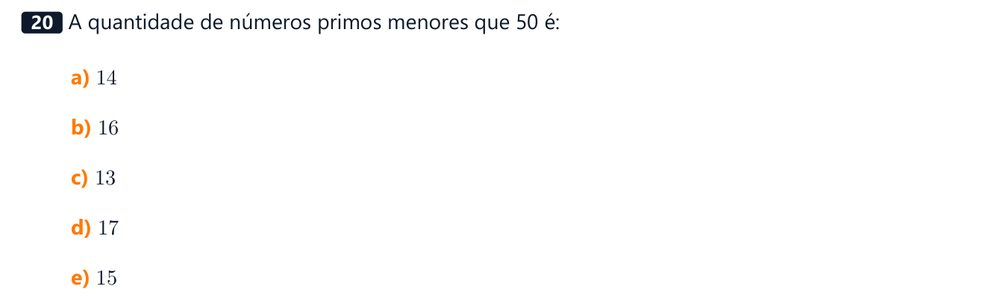 20 A quantidade de números primos menores que 50 é:
a) 14
b) 16
c) 13
d) 17
e) 15